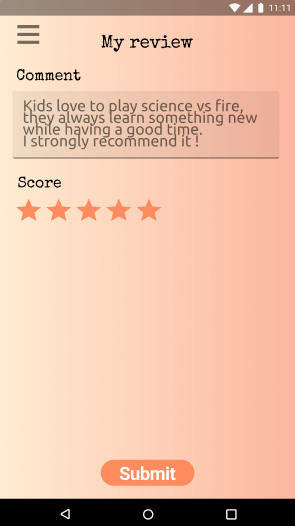 11:11
My review
Comment
Kids love to play science vs fire,
they always learn something new
while having a good time.
I strongly recommend it !
Score
Submit